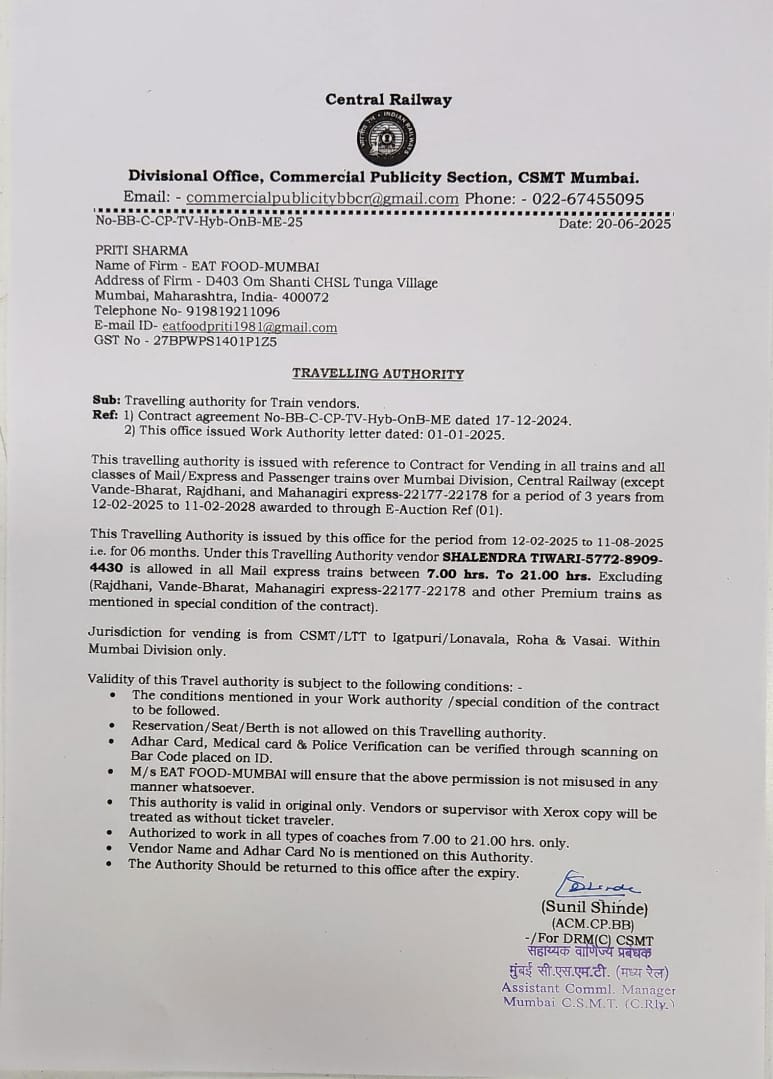 Central Railway
Divisional Office, Commercial Publicity Section, CSMT Mumbai.
Email: - commercialpublicitybbcr@gmail.com Phone: - 022-67455095
No-BB-C-CP-TV-Hyb-OnB-ME-25 Date: 20-06-2025
PRITI SHARMA
Name of Firm - EAT FOOD-MUMBAI
Address of Firm - D403 Om Shanti CHSL Tunga Village
Mumbai, Maharashtra, India- 400072
Telephone No- 919819211096
E-mail ID- eatfoodpriti1981@gmail.com
GST No - 27BPWPS1401P1Z5
TRAVELLING AUTHORITY
Sub: Travelling authority for Train vendors.
Ref: 1) Contract agreement No-BB-C-CP-TV-Hyb-OnB-ME dated 17-12-2024.
2) This office issued Work Authority letter dated: 01-01-2025.
This travelling authority is issued with reference to Contract for Vending in all trains and all
classes of Mail/Express and Passenger trains over Mumbai Division, Central Railway (except
Vande-Bharat, Rajdhani, and Mahanagiri express-22177-22178 for a period of 3 years from
12-02-2025 to 11-02-2028 awarded to through E-Auction Ref (01).
This Travelling Authority is issued by this office for the period from 12-02-2025 to 11-08-2025
i.e. for 06 months. Under this Travelling Authority vendor SHALENDRA TIWARI-5772-8909-
4430 is allowed in all Mail express trains between 7.00 hrs. To 21.00 hrs. Excluding
(Rajdhani, Vande-Bharat, Mahanagiri express-22177-22178 and other Premium trains as
mentioned in special condition of the contract).
Jurisdiction for vending is from CSMT/LTT to Igatpuri/Lonavala, Roha & Vasai. Within
Mumbai Division only.
Validity of this Travel authority is subject to the following conditions: -
• The conditions mentioned in your Work authority /special condition of the contract
to be followed.
• Reservation/Seat/Berth is not allowed on this Travelling authority.
• Adhar Card, Medical card & Police Verification can be verified through scanning on
Bar Code placed on ID.
• M/s EAT FOOD-MUMBAI will ensure that the above permission is not misused in any
manner whatsoever.
• This authority is valid in original only. Vendors or supervisor with Xerox copy will be
treated as without ticket traveler.
• Authorized to work in all types of coaches from 7.00 to 21.00 hrs. only.
• Vendor Name and Adhar Card No is mentioned on this Authority.
• The Authority Should be returned to this office after the expiry.
(Sunil Shinde)
(ACM.CP.BB)
-/For DRM(C) CSMT
सहाय्यक वाणिज्य प्रबंधक
मुंबई सी.एस.एम.टी. (मध्य रेल)
Assistant Comml. Manager
Mumbai C.S.M.T. (C.Rly.)